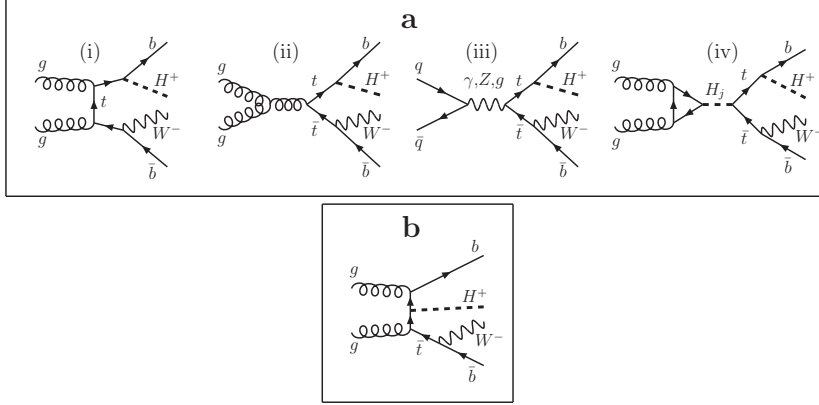 a
(i)
g
g
t
b
H⁺
W⁻
b̄
(ii)
t
t̄
b
H⁺
W⁻
b̄
g
g
(iii)
q
q̄
γ,Z,g
t
t̄
b
H⁺
W⁻
b̄
(iv)
g
g
H_j
t
t̄
b
H⁺
W⁻
b̄
b
g
g
b
H⁺
W⁻
t̄
b̄